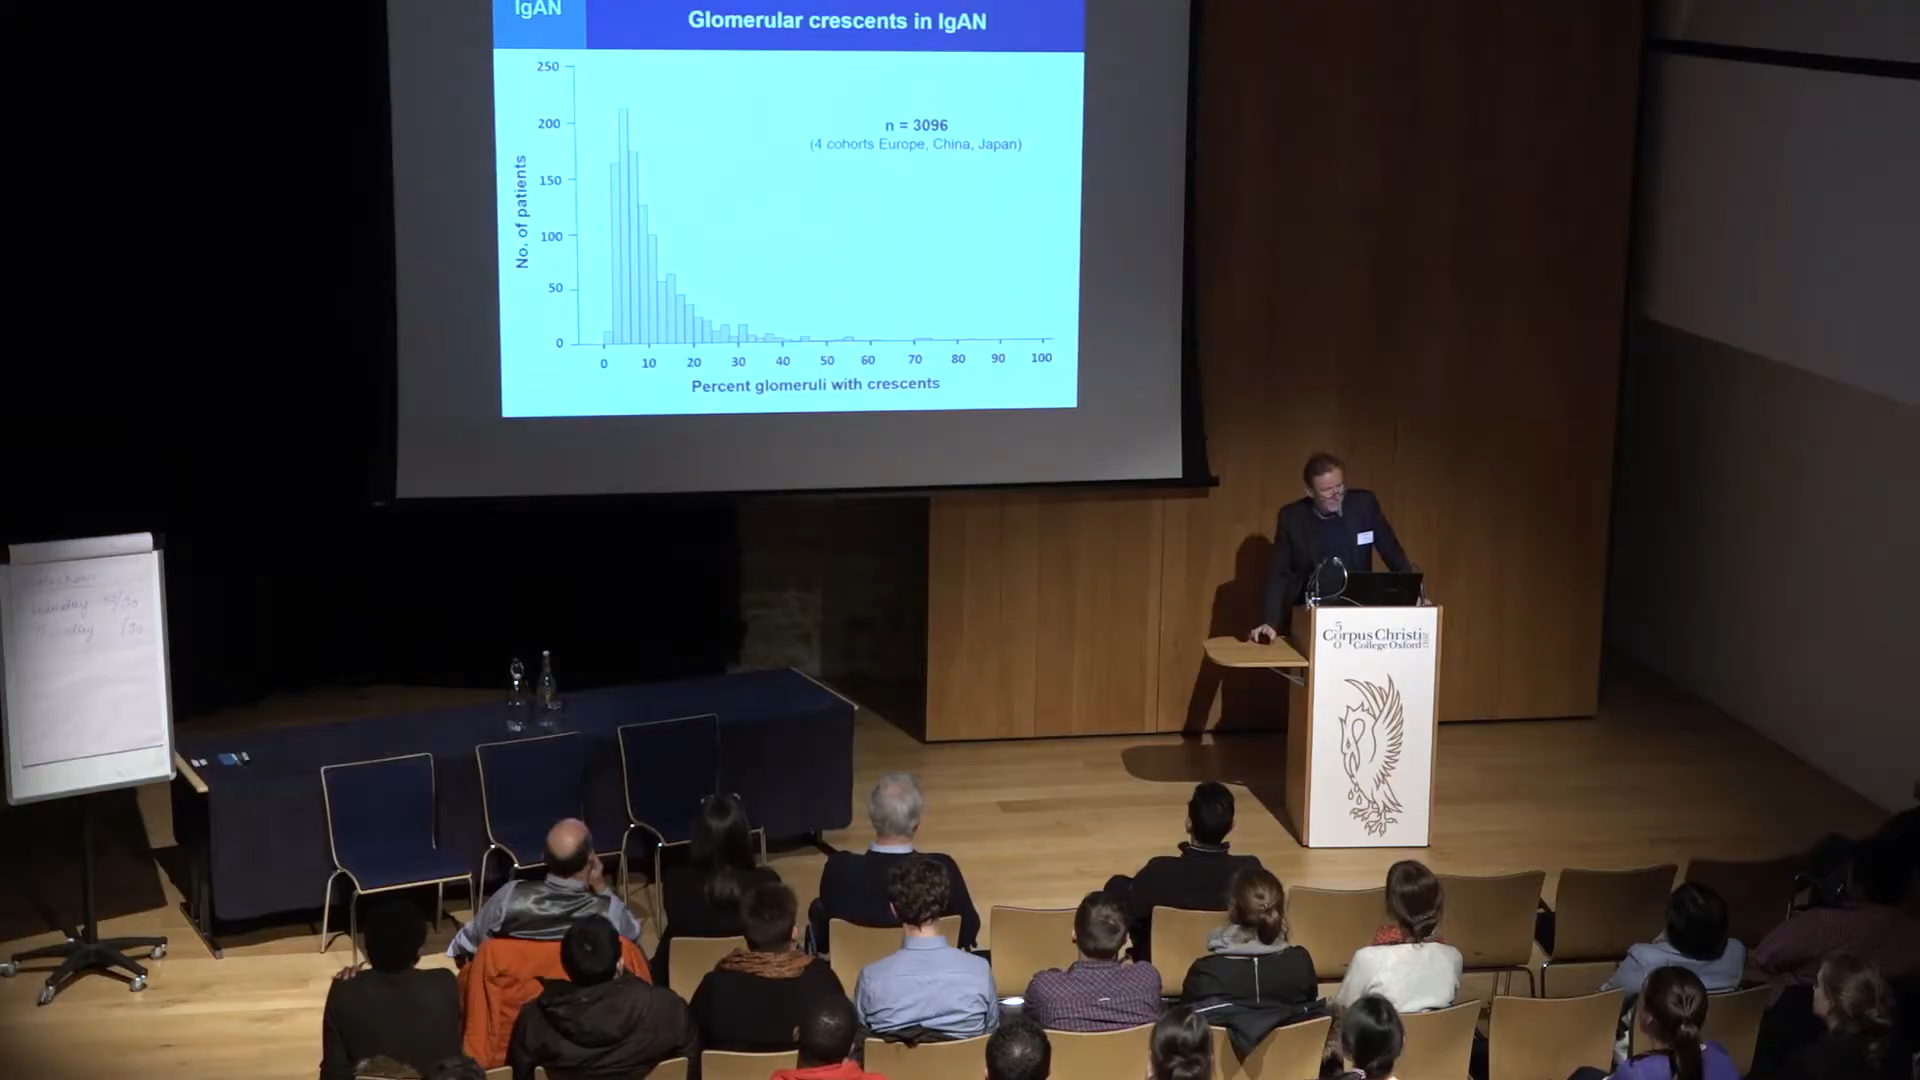 IgAN
Glomerular crescents in IgAN
250
200
150
100
50
0
No. of patients
n = 3096
(4 cohorts Europe, China, Japan)
0 10 20 30 40 50 60 70 80 90 100
Percent glomeruli with crescents
Corpus Christi
College Oxford
50